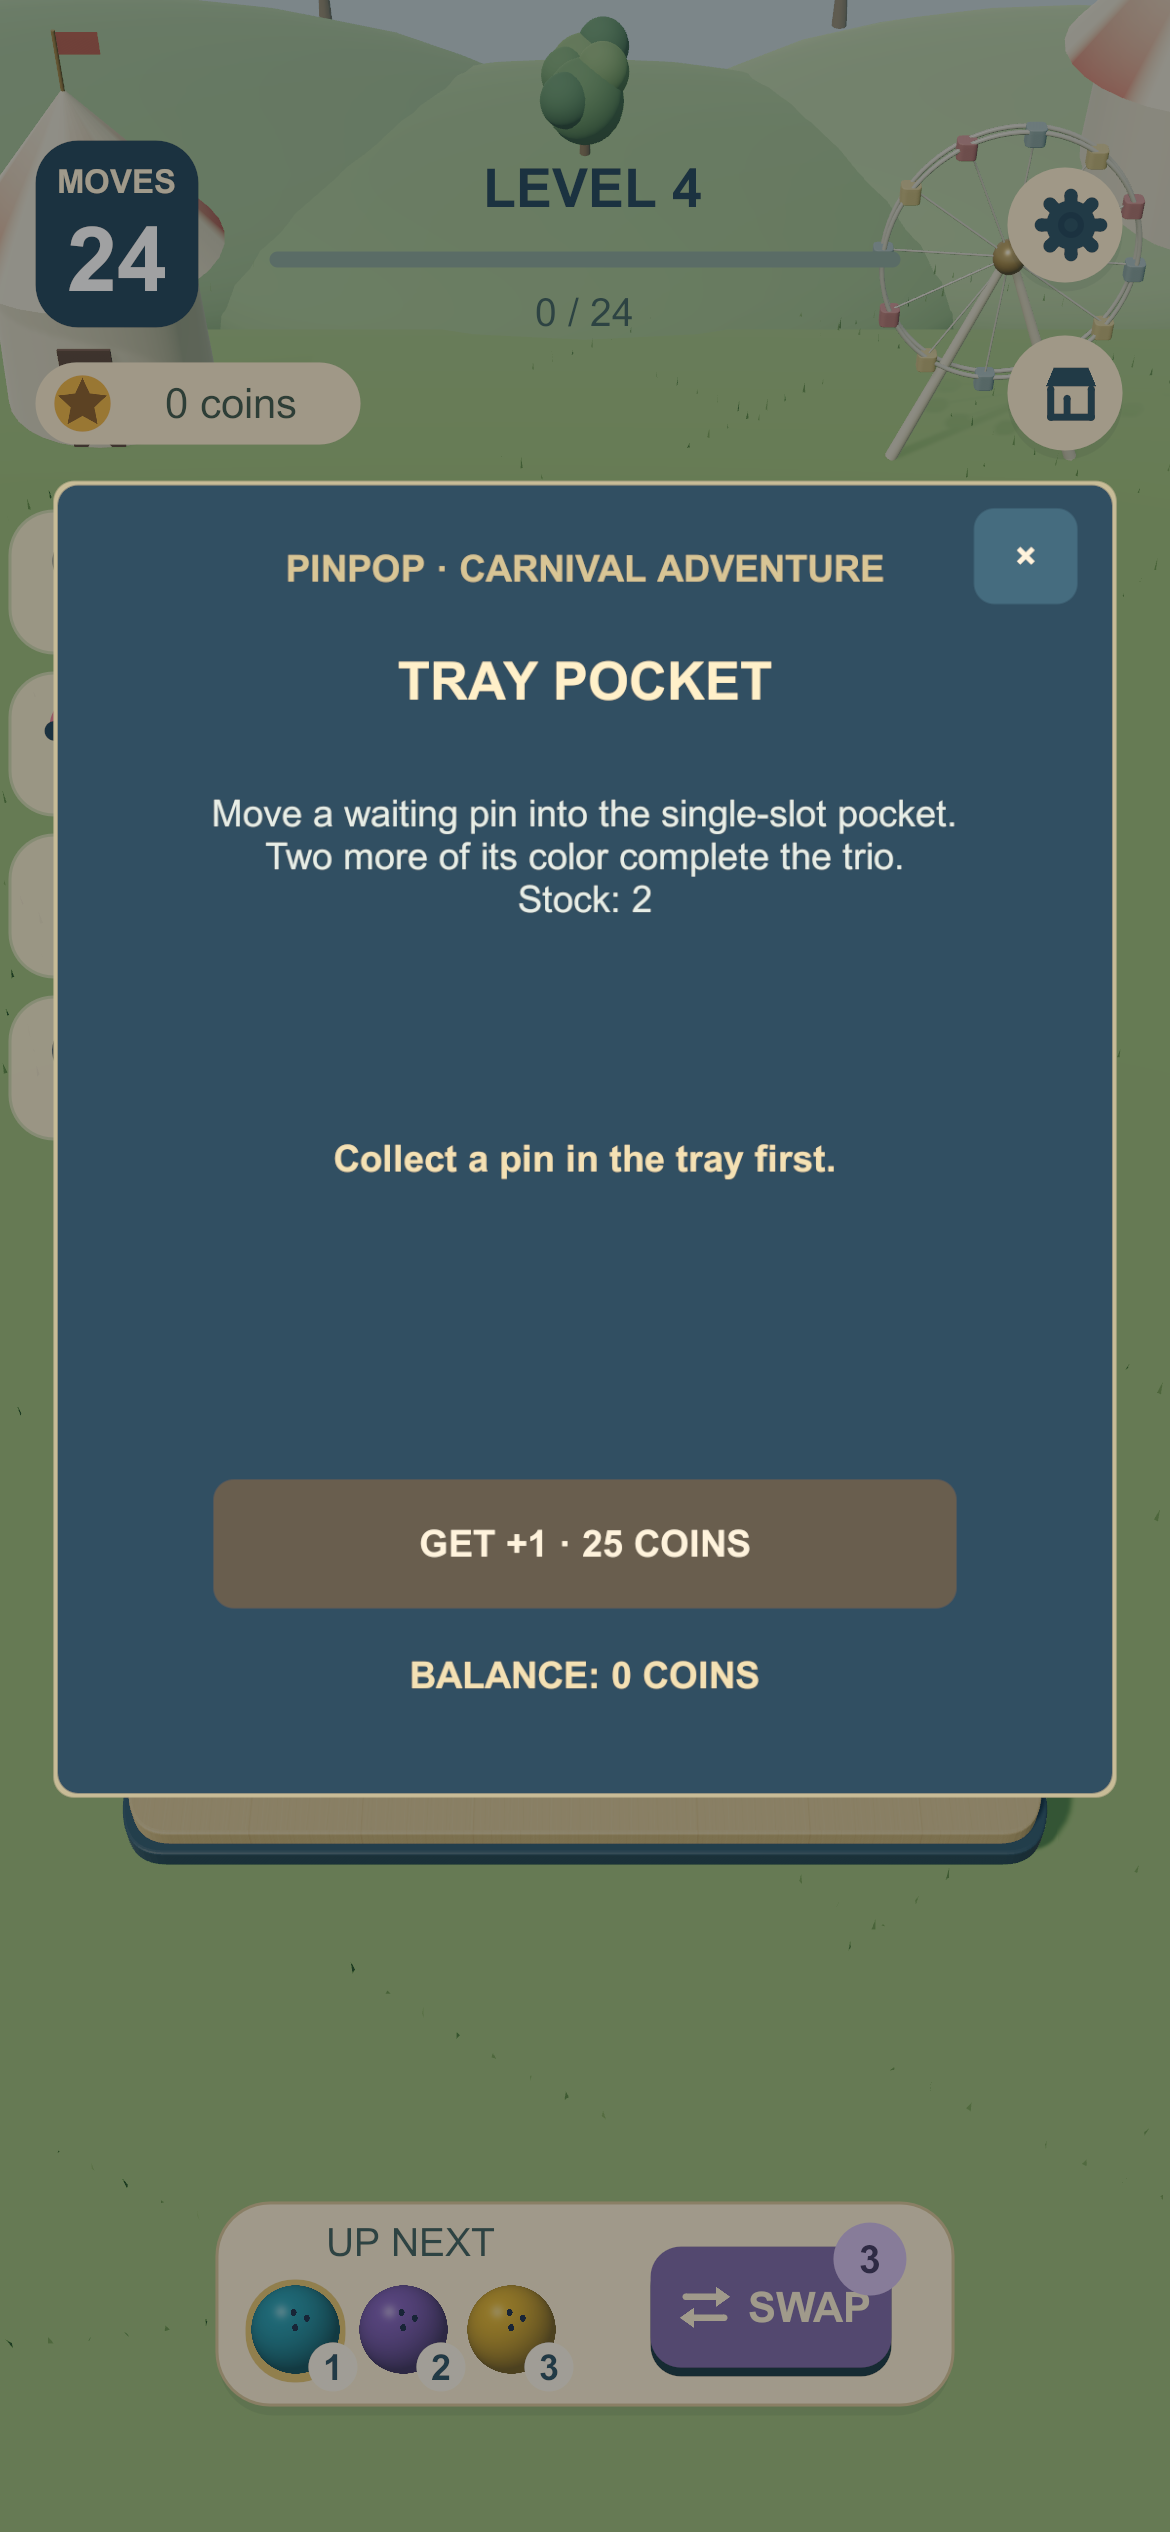 MOVES
24
LEVEL 4
0 / 24
0 coins
PINPOP · CARNIVAL ADVENTURE
×
TRAY POCKET
Move a waiting pin into the single-slot pocket.
Two more of its color complete the trio.
Stock: 2
Collect a pin in the tray first.
GET +1 · 25 COINS
BALANCE: 0 COINS
UP NEXT
1
2
3
SWAP
3